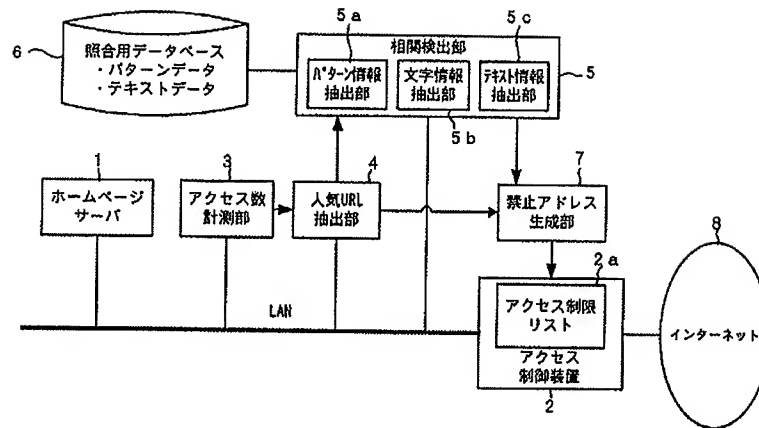 6
照合用データベース
・パターンデータ
・テキストデータ
5a
5c
相関検出部
5
パターン情報
抽出部
文字情報
抽出部
テキスト情報
抽出部
5b
1
ホームページ
サーバ
3
アクセス数
計測部
4
人気URL
抽出部
7
禁止アドレス
生成部
8
2a
アクセス制限
リスト
アクセス
制御装置
2
LAN
インターネット